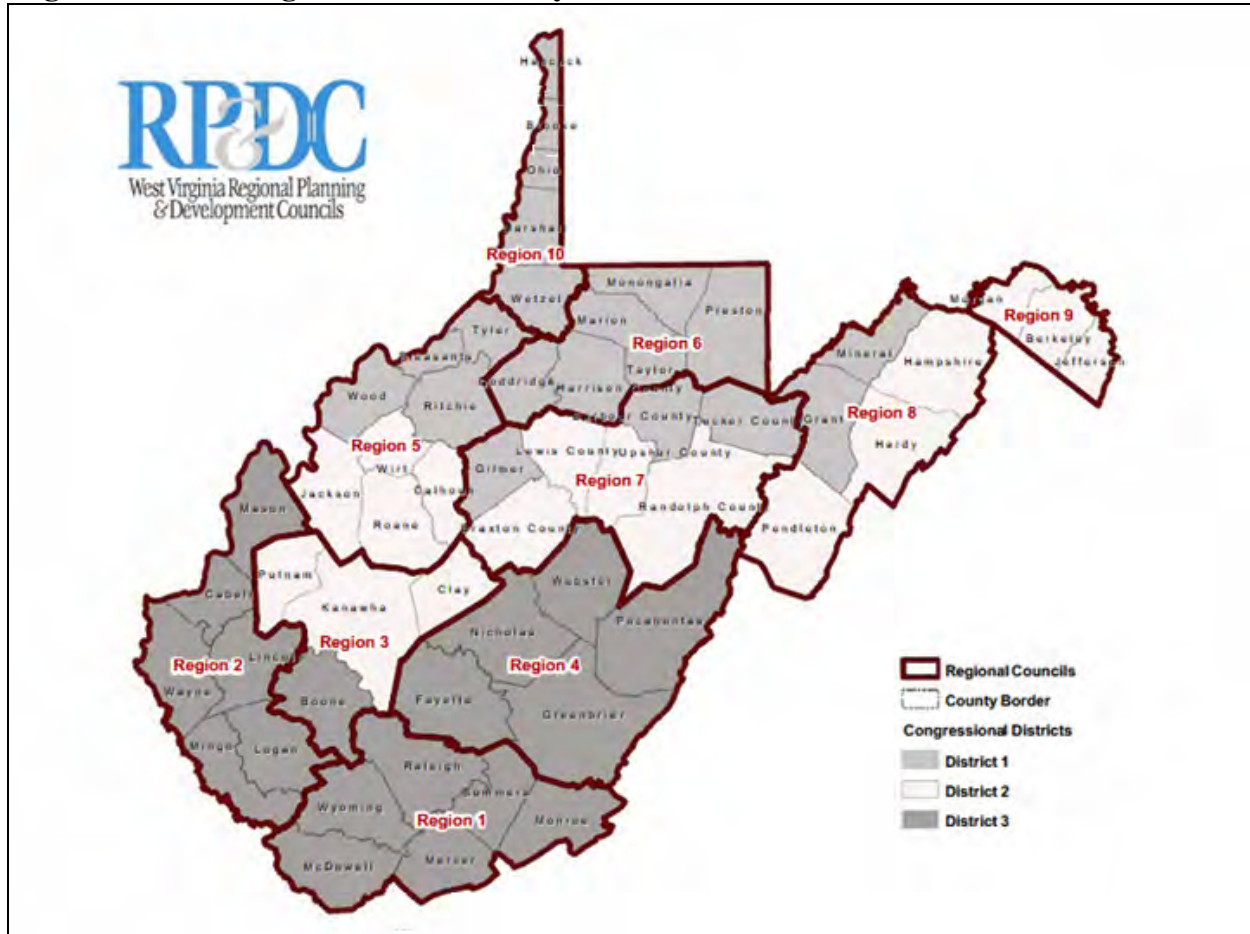 RP&DC
West Virginia Regional Planning
& Development Councils
Hancock
Brooke
Ohio
Marshall
Region 10
Wetzel
Monongalia
Preston
Marion
Region 6
Taylor
Tyler
Pleasants
Doddridge
Harrison County
Wood
Ritchie
Barbour County
Tucker County
Morgan
Region 9
Berkeley
Jefferson
Mineral
Hampshire
Grant
Region 8
Hardy
Region 5
Wirt
Calhoun
Jackson
Roane
Gilmer
Lewis County
Upshur County
Region 7
Randolph County
Braxton County
Pendleton
Mason
Putnam
Cabell
Kanawha
Clay
Region 3
Webster
Pocahontas
Nicholas
Region 4
Region 2
Lincoln
Wayne
Boone
Fayette
Greenbrier
Mingo
Logan
Raleigh
Summers
Wyoming
Region 1
Monroe
McDowell
Mercer
Regional Councils
County Border
Congressional Districts
District 1
District 2
District 3